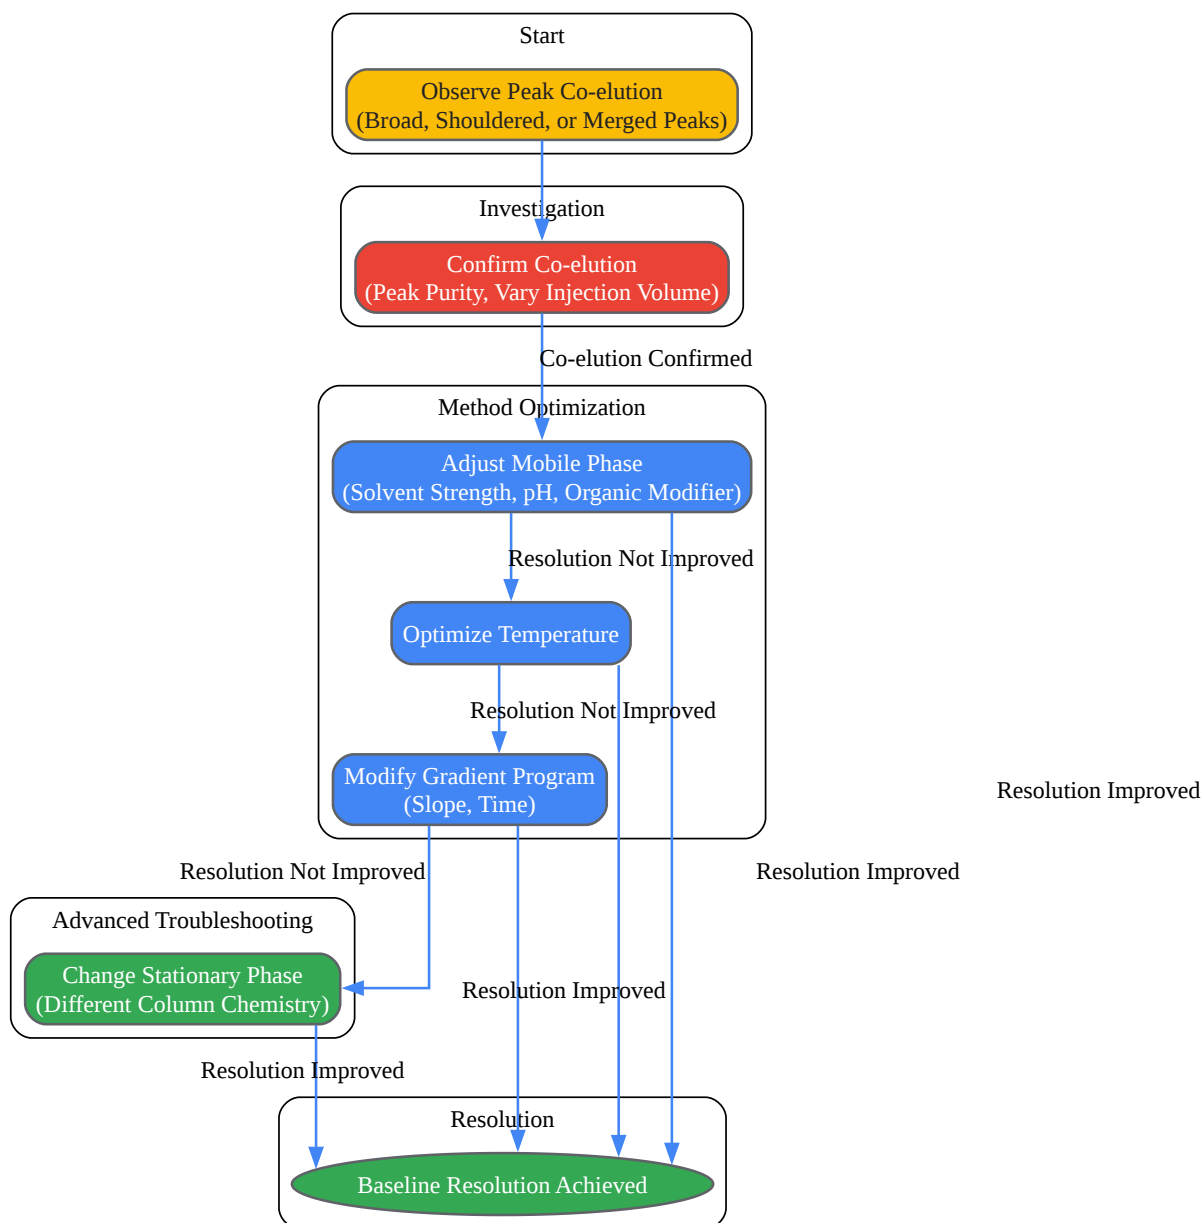 Start
Observe Peak Co-elution
(Broad, Shouldered, or Merged Peaks)
Investigation
Confirm Co-elution
(Peak Purity, Vary Injection Volume)
Co-elution Confirmed
Method Optimization
Adjust Mobile Phase
(Solvent Strength, pH, Organic Modifier)
Resolution Not Improved
Optimize Temperature
Resolution Not Improved
Modify Gradient Program
(Slope, Time)
Resolution Improved
Resolution Not Improved
Resolution Improved
Advanced Troubleshooting
Change Stationary Phase
(Different Column Chemistry)
Resolution Improved
Resolution Improved
Resolution
Baseline Resolution Achieved